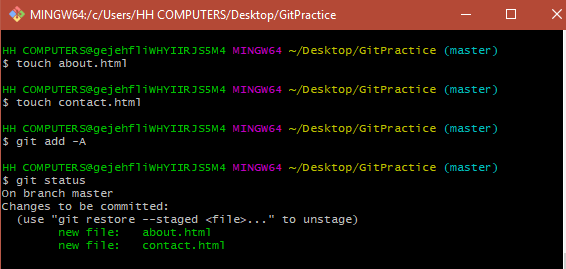 MINGW64:/c/Users/HH COMPUTERS/Desktop/GitPractice
HH COMPUTERS@gejehfliWHYIIRJS5M4 MINGW64 ~/Desktop/GitPractice (master)
$ touch about.html
HH COMPUTERS@gejehfliWHYIIRJS5M4 MINGW64 ~/Desktop/GitPractice (master)
$ touch contact.html
HH COMPUTERS@gejehfliWHYIIRJS5M4 MINGW64 ~/Desktop/GitPractice (master)
$ git add -A
HH COMPUTERS@gejehfliWHYIIRJS5M4 MINGW64 ~/Desktop/GitPractice (master)
$ git status
On branch master
Changes to be committed:
  (use "git restore --staged <file>..." to unstage)
        new file:   about.html
        new file:   contact.html